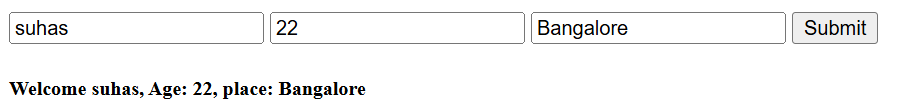 suhas 22 Bangalore Submit
Welcome suhas, Age: 22, place: Bangalore